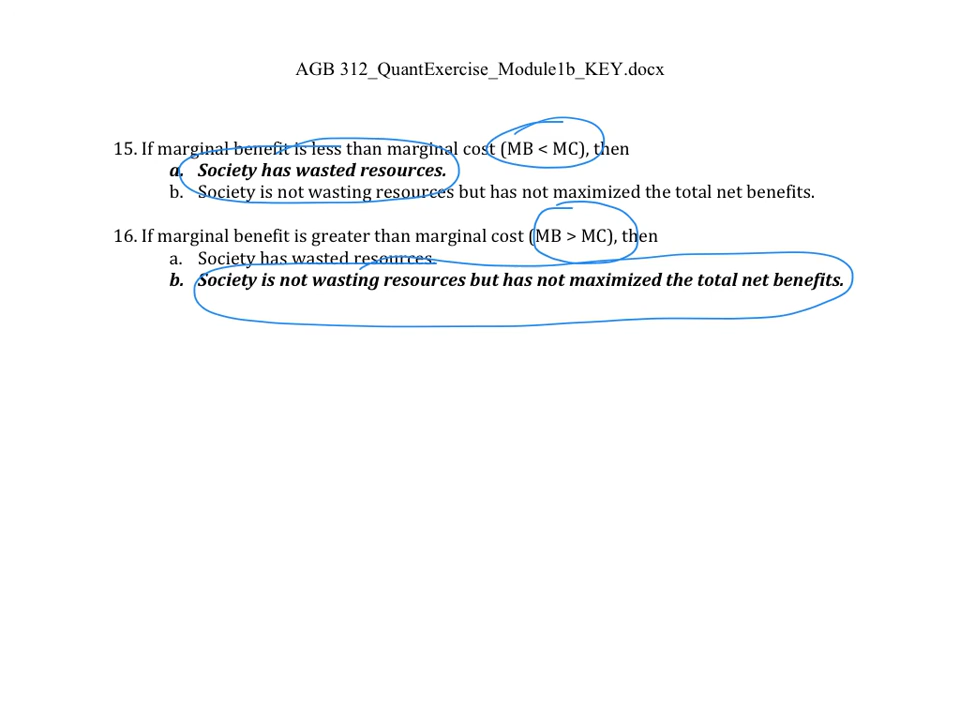 AGB 312_QuantExercise_Module1b_KEY.docx
15. If marginal benefit is less than marginal cost (MB < MC), then
a. Society has wasted resources.
b. Society is not wasting resources but has not maximized the total net benefits.
16. If marginal benefit is greater than marginal cost (MB > MC), then
a. Society has wasted resources.
b. Society is not wasting resources but has not maximized the total net benefits.